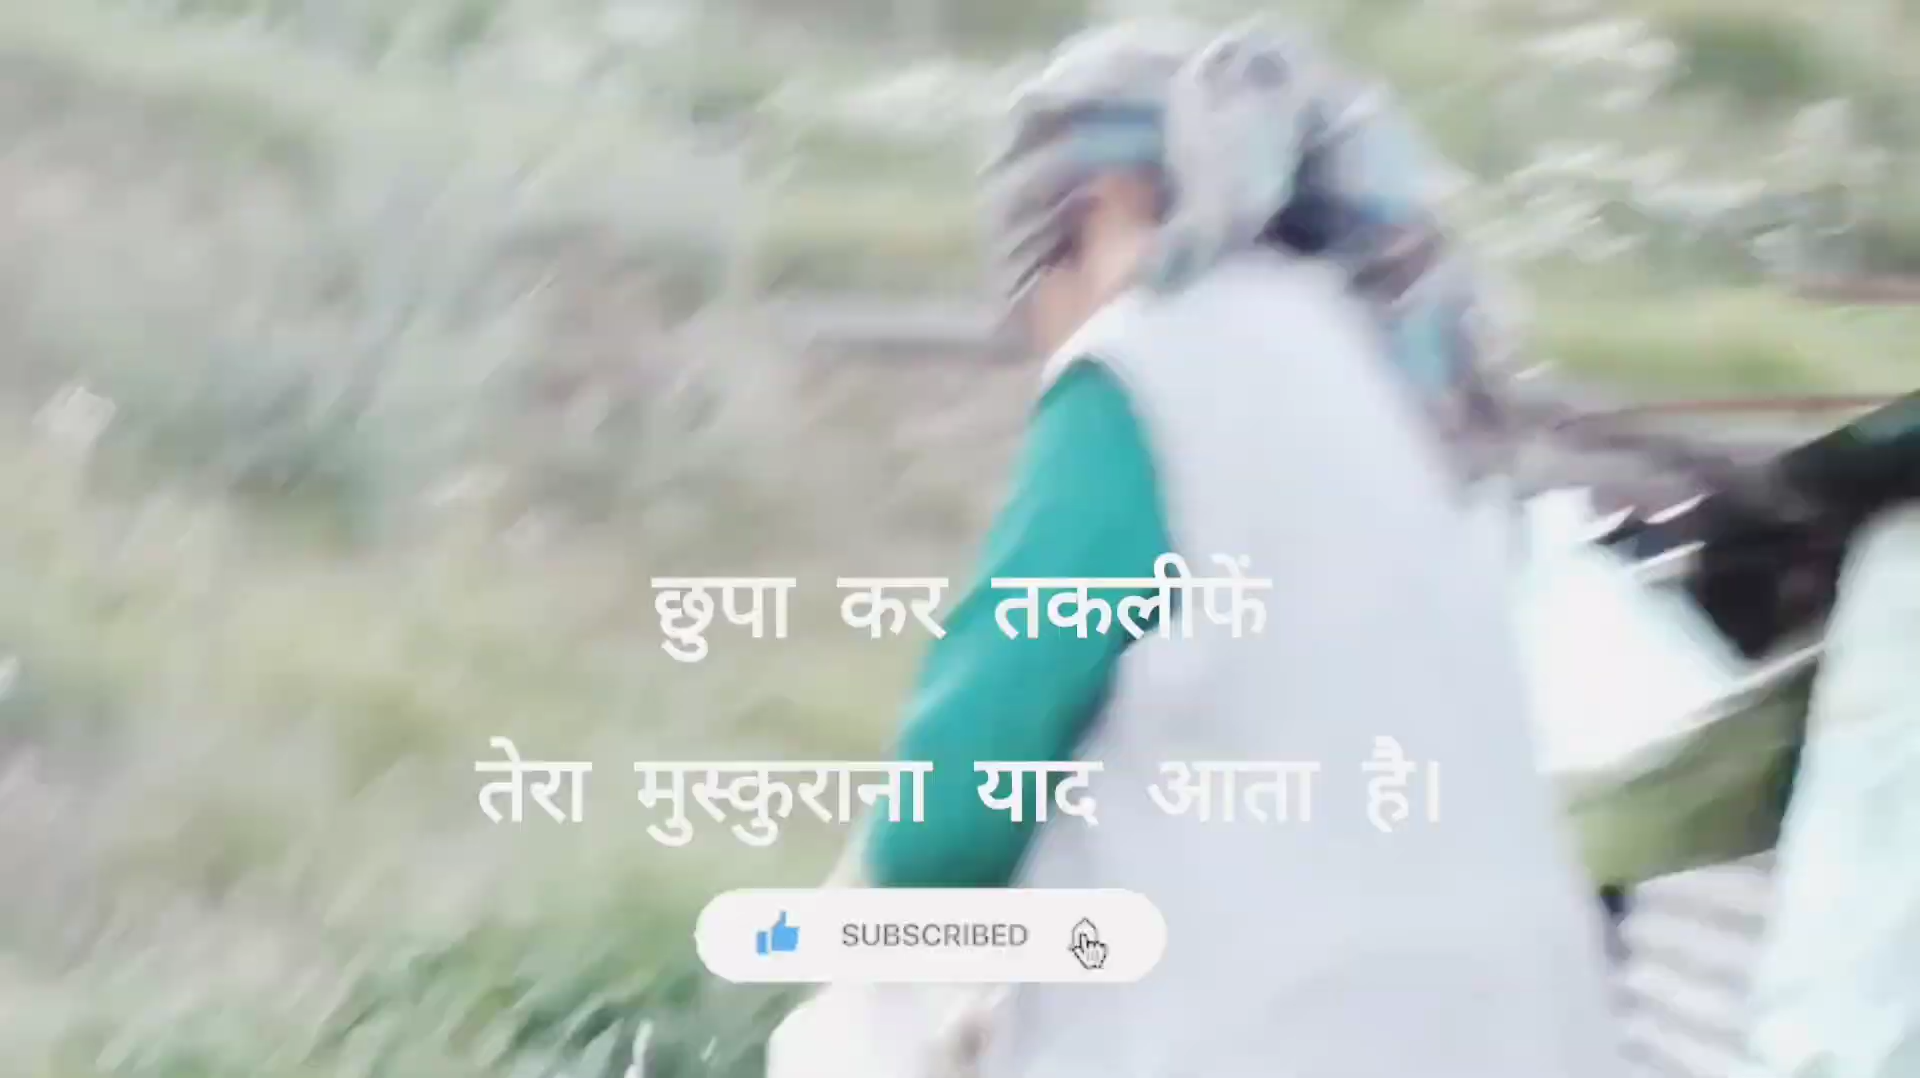 छुपा कर तकलीफें
तेरा मुस्कुराना याद आता है।
SUBSCRIBED